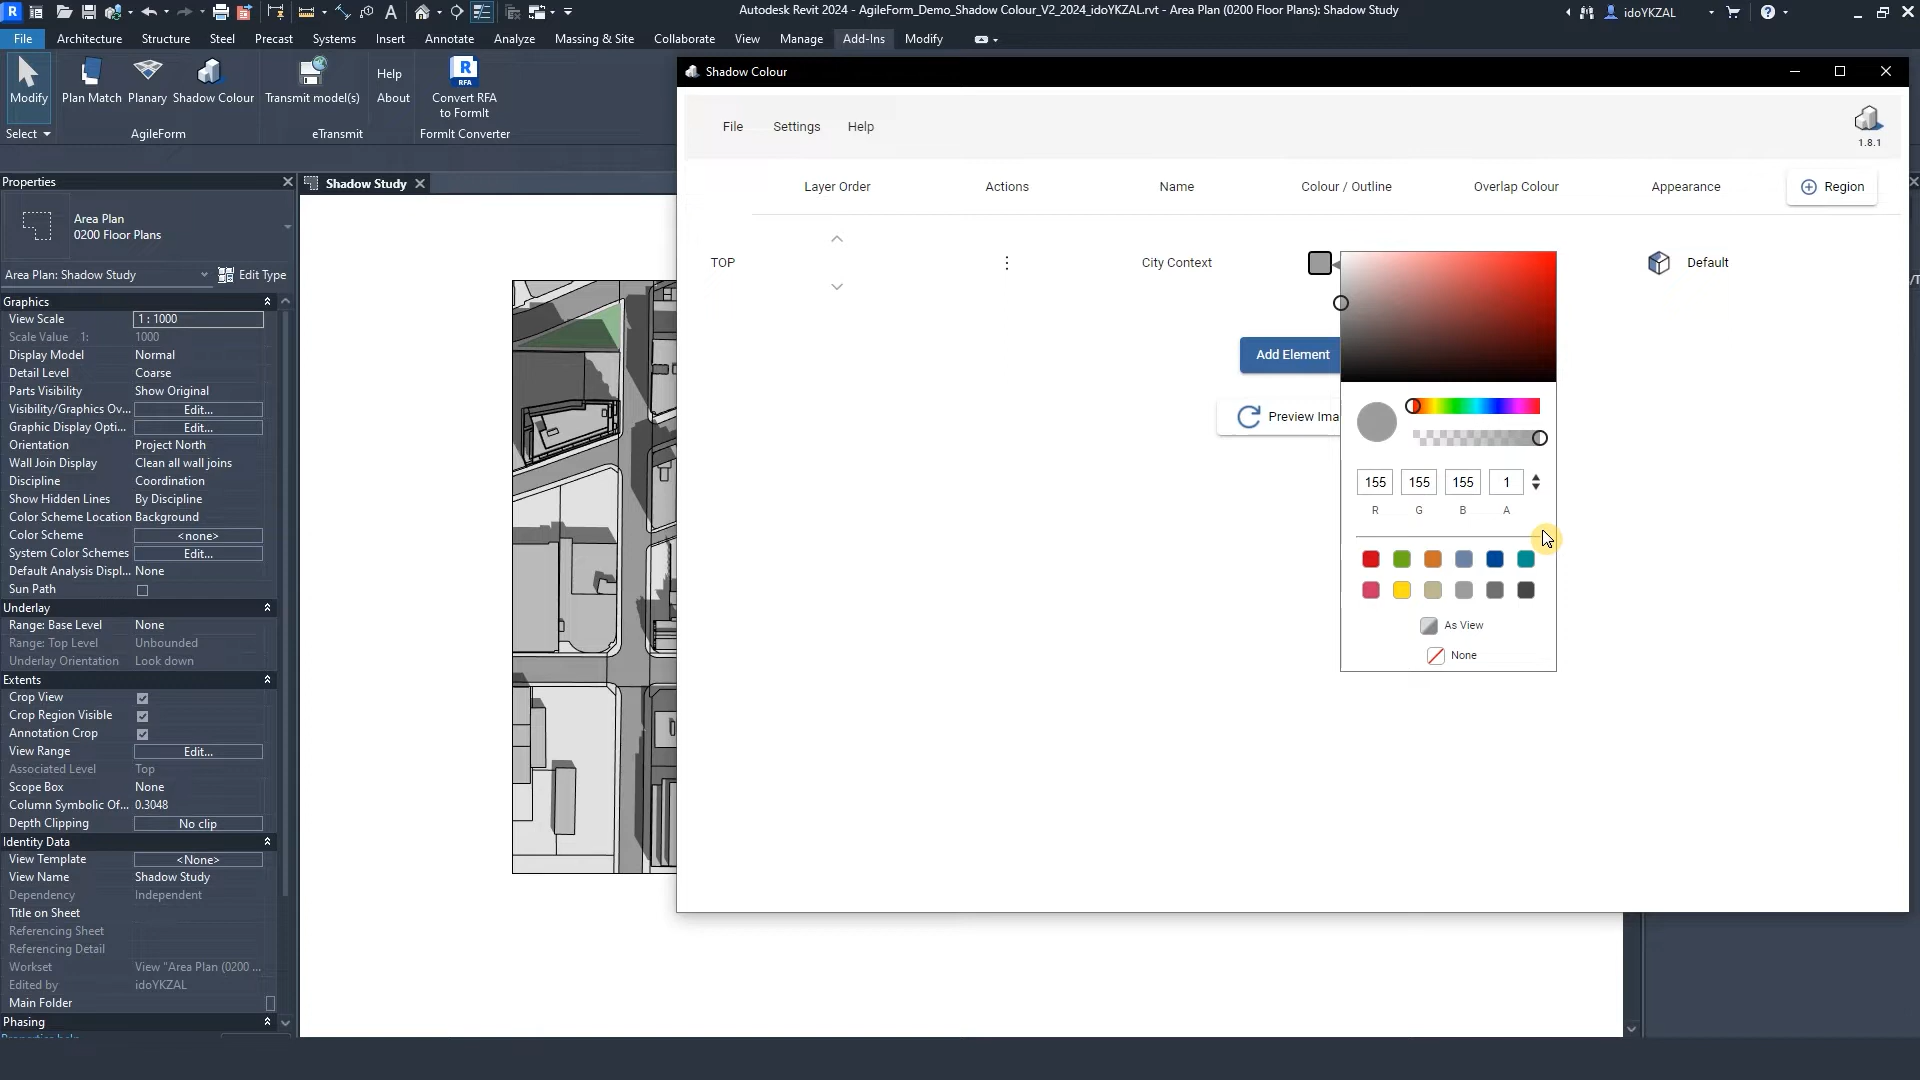 Autodesk Revit 2024 - AgileForm_Demo_Shadow Colour_V2_2024_idoYKZAL.rvt - Area Plan (0200 Floor Plans): Shadow Study
idoYKZAL
File Architecture Structure Steel Precast Systems Insert Annotate Analyze Massing & Site Collaborate View Manage Add-Ins Modify
Modify
Plan Match Planary Shadow Colour
Transmit model(s)
Help
About
RFA
Convert RFA
to FormIt
Select
AgileForm
eTransmit
FormIt Converter
Properties
Area Plan
0200 Floor Plans
Area Plan: Shadow Study
Edit Type
Graphics
View Scale 1 : 1000
Scale Value 1: 1000
Display Model Normal
Detail Level Coarse
Parts Visibility Show Original
Visibility/Graphics Ov... Edit...
Graphic Display Opti... Edit...
Orientation Project North
Wall Join Display Clean all wall joins
Discipline Coordination
Show Hidden Lines By Discipline
Color Scheme Location Background
Color Scheme <none>
System Color Schemes Edit...
Default Analysis Displ... None
Sun Path
Underlay
Range: Base Level None
Range: Top Level Unbounded
Underlay Orientation Look down
Extents
Crop View
Crop Region Visible
Annotation Crop
View Range Edit...
Associated Level Top
Scope Box None
Column Symbolic Of... 0.3048
Depth Clipping No clip
Identity Data
View Template <None>
View Name Shadow Study
Dependency Independent
Title on Sheet
Referencing Sheet
Referencing Detail
Workset View "Area Plan (0200 ...
Edited by idoYKZAL
Main Folder
Phasing
Properties help
Shadow Study
Shadow Colour
File Settings Help
1.8.1
Layer Order Actions Name Colour / Outline Overlap Colour Appearance Region
TOP City Context Default
Add Element
Preview Ima
155 155 155 1
R G B A
As View
None